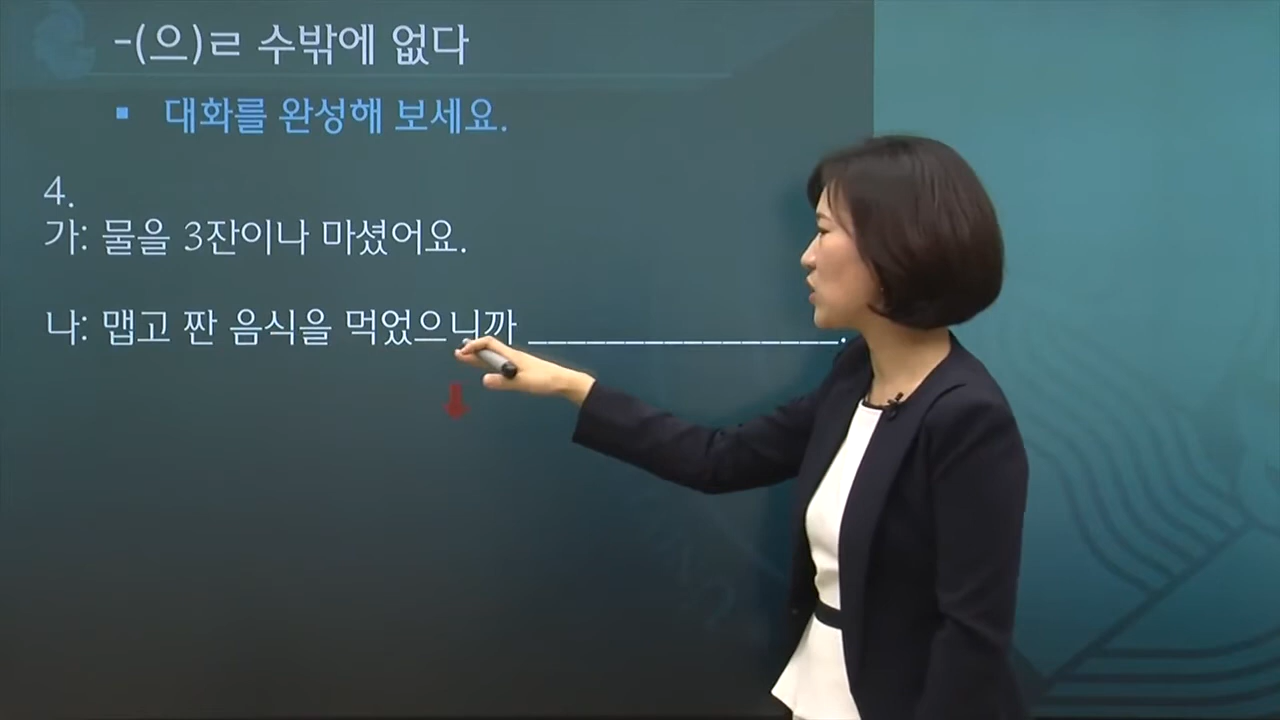 -(으)ㄹ 수밖에 없다
▪ 대화를 완성해 보세요.
4.
가: 물을 3잔이나 마셨어요.
나: 맵고 짠 음식을 먹었으니까 ________________.